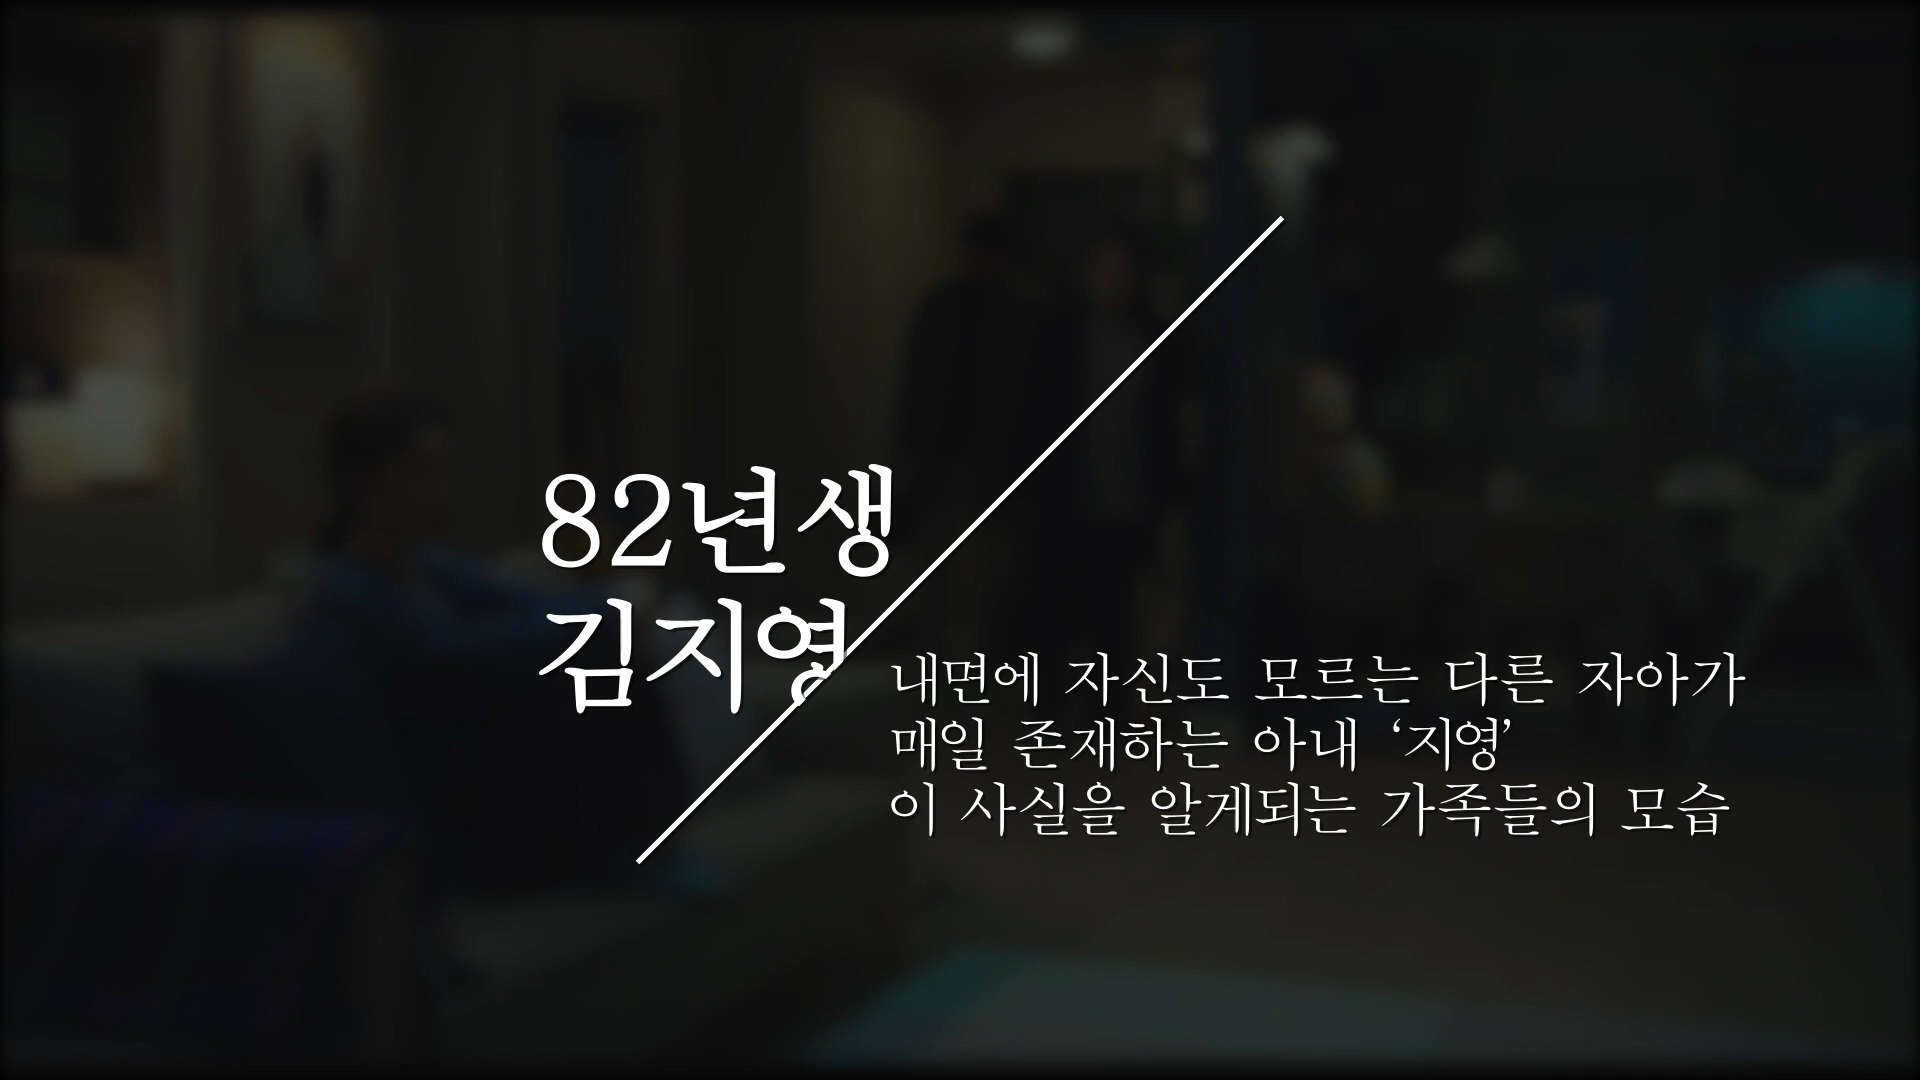 82년생
김지영
내면에 자신도 모르는 다른 자아가
매일 존재하는 아내 ‘지영’
이 사실을 알게되는 가족들의 모습